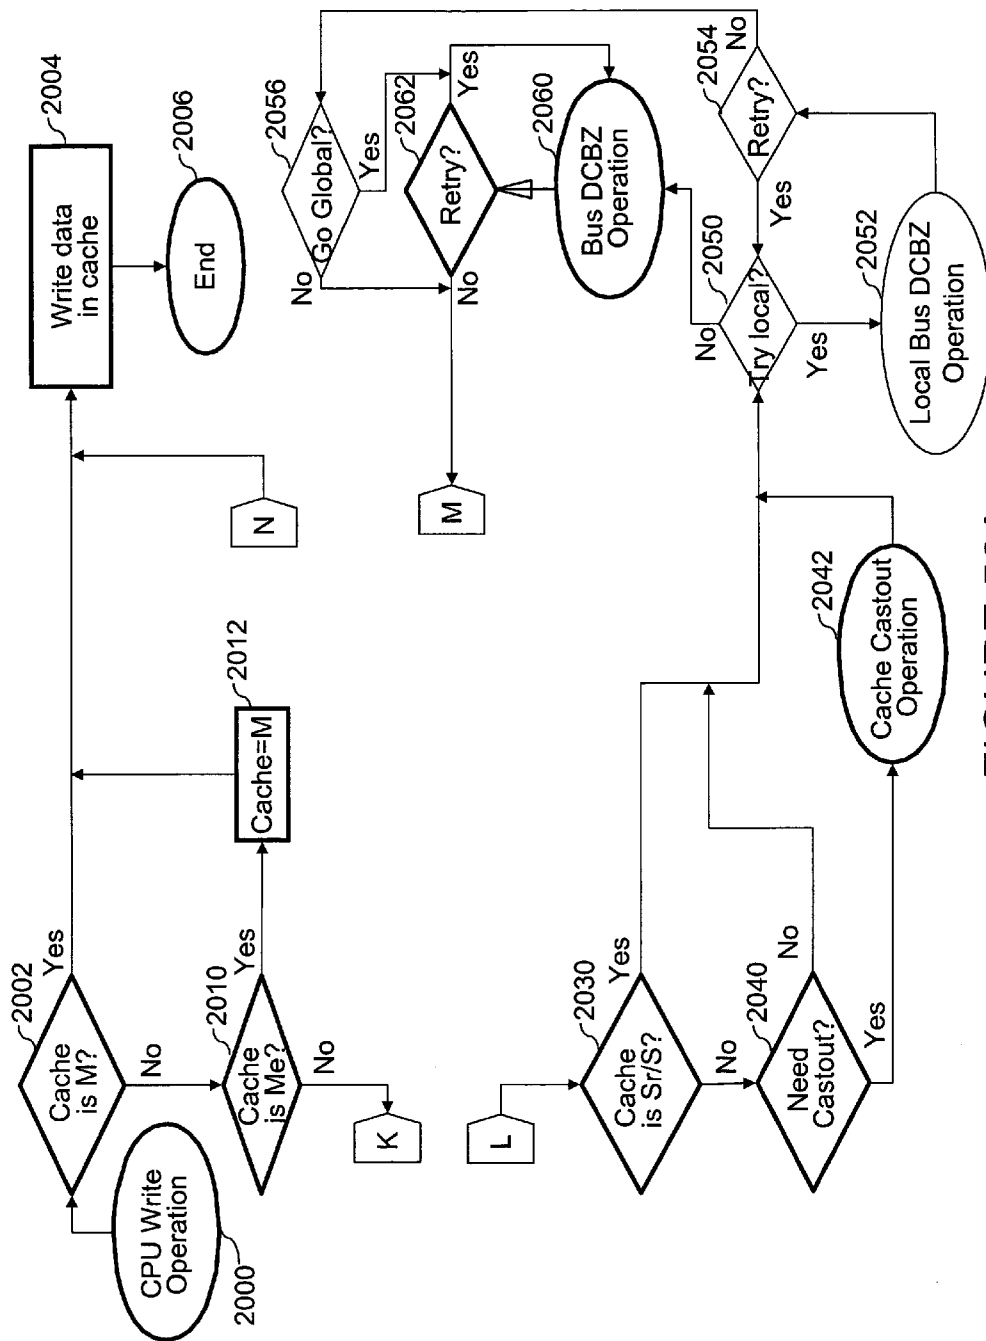 CPU Write
Operation
2000
Cache
is M?
2002
Yes
No
Cache
is Me?
2010
Yes
No
Cache=M
2012
K
N
Write data
in cache
2004
End
2006
L
Cache
is Sr/S?
2030
Yes
No
Need
Castout?
2040
No
Yes
Cache Castout
Operation
2042
M
Go Global?
2056
No
Yes
Retry?
2062
No
Yes
Bus DCBZ
Operation
2060
Try local?
2050
No
Yes
Retry?
2054
No
Yes
Local Bus DCBZ
Operation
2052